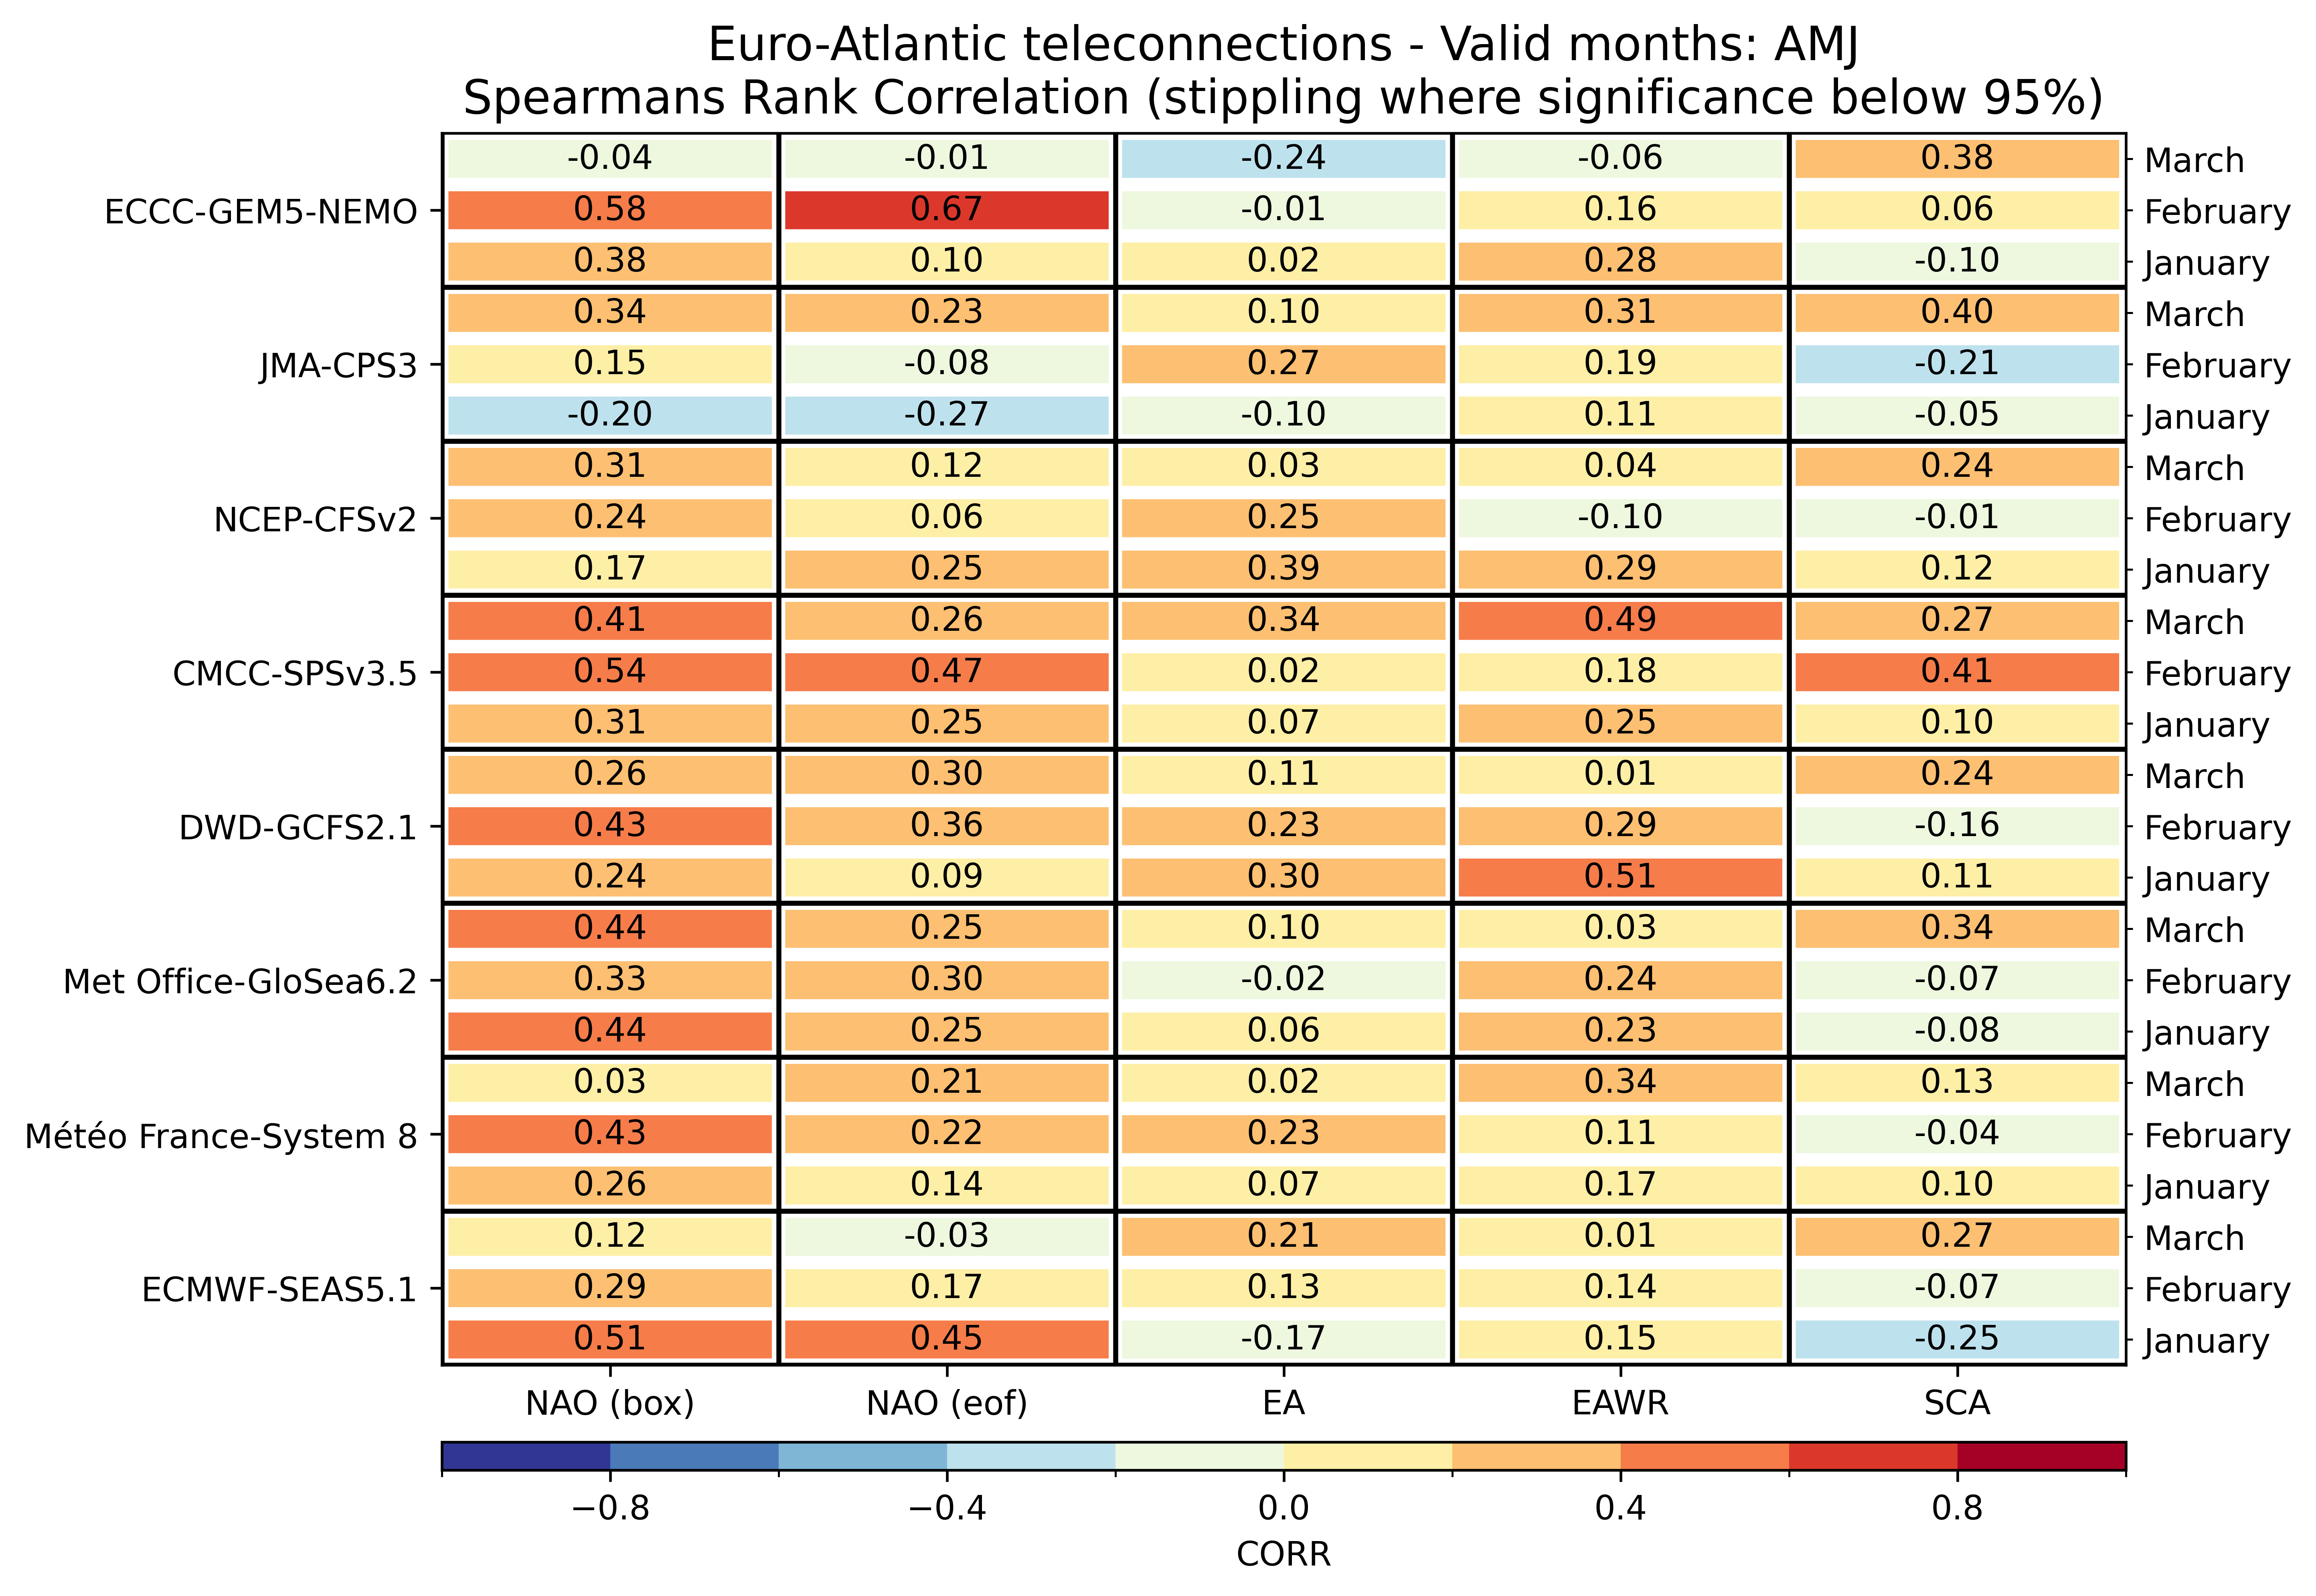 Euro-Atlantic teleconnections - Valid months: AMJ
Spearmans Rank Correlation (stippling where significance below 95%)
-0.04 -0.01 -0.24 -0.06 0.38 March
ECCC-GEM5-NEMO 0.58 0.67 -0.01 0.16 0.06 February
0.38 0.10 0.02 0.28 -0.10 January
0.34 0.23 0.10 0.31 0.40 March
JMA-CPS3 0.15 -0.08 0.27 0.19 -0.21 February
-0.20 -0.27 -0.10 0.11 -0.05 January
0.31 0.12 0.03 0.04 0.24 March
NCEP-CFSv2 0.24 0.06 0.25 -0.10 -0.01 February
0.17 0.25 0.39 0.29 0.12 January
0.41 0.26 0.34 0.49 0.27 March
CMCC-SPSv3.5 0.54 0.47 0.02 0.18 0.41 February
0.31 0.25 0.07 0.25 0.10 January
0.26 0.30 0.11 0.01 0.24 March
DWD-GCFS2.1 0.43 0.36 0.23 0.29 -0.16 February
0.24 0.09 0.30 0.51 0.11 January
0.44 0.25 0.10 0.03 0.34 March
Met Office-GloSea6.2 0.33 0.30 -0.02 0.24 -0.07 February
0.44 0.25 0.06 0.23 -0.08 January
0.03 0.21 0.02 0.34 0.13 March
Météo France-System 8 0.43 0.22 0.23 0.11 -0.04 February
0.26 0.14 0.07 0.17 0.10 January
0.12 -0.03 0.21 0.01 0.27 March
ECMWF-SEAS5.1 0.29 0.17 0.13 0.14 -0.07 February
0.51 0.45 -0.17 0.15 -0.25 January
NAO (box) NAO (eof) EA EAWR SCA
−0.8 −0.4 0.0 0.4 0.8
CORR